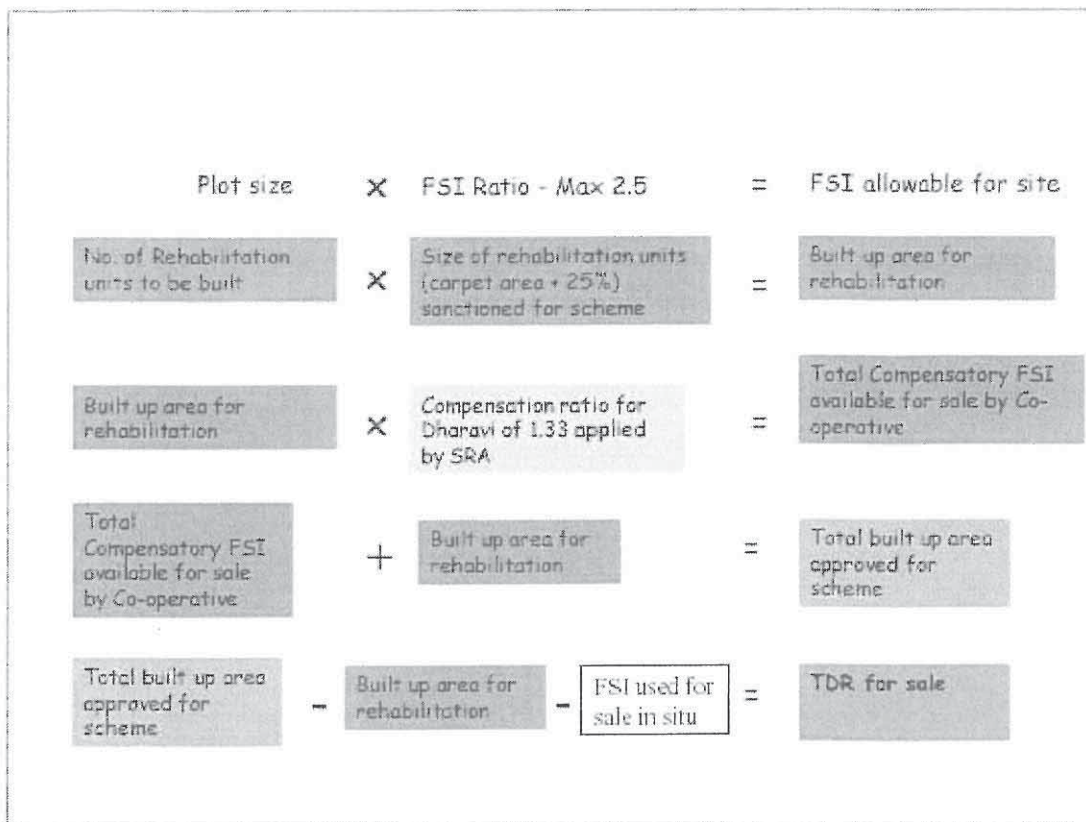 Plot size × FSI Ratio - Max 2.5 = FSI allowable for site
No. of Rehabilitation
units to be built
×
Size of rehabilitation units
(carpet area + 25%)
sanctioned for scheme
=
Built up area for
rehabilitation
Built up area for
rehabilitation
×
Compensation ratio for
Dharavi of 1.33 applied
by SRA
=
Total Compensatory FSI
available for sale by Co-
operative
Total
Compensatory FSI
available for sale
by Co-operative
+
Built up area for
rehabilitation
=
Total built up area
approved for
scheme
Total built up area
approved for
scheme
-
Built up area for
rehabilitation
-
FSI used for
sale in situ
=
TDR for sale